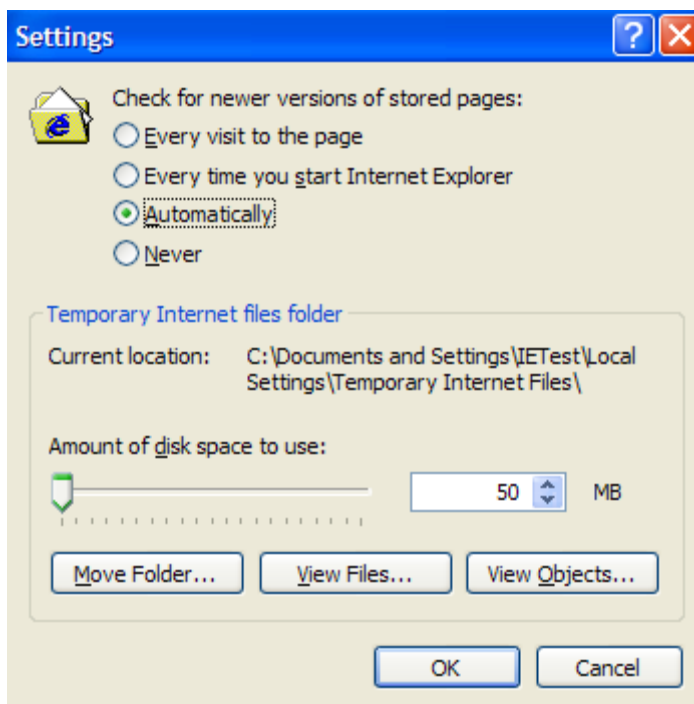 Settings
Check for newer versions of stored pages:
Every visit to the page
Every time you start Internet Explorer
Automatically
Never
Temporary Internet files folder
Current location: C:\Documents and Settings\IETest\Local
Settings\Temporary Internet Files\
Amount of disk space to use:
50 MB
Move Folder... View Files... View Objects...
OK Cancel